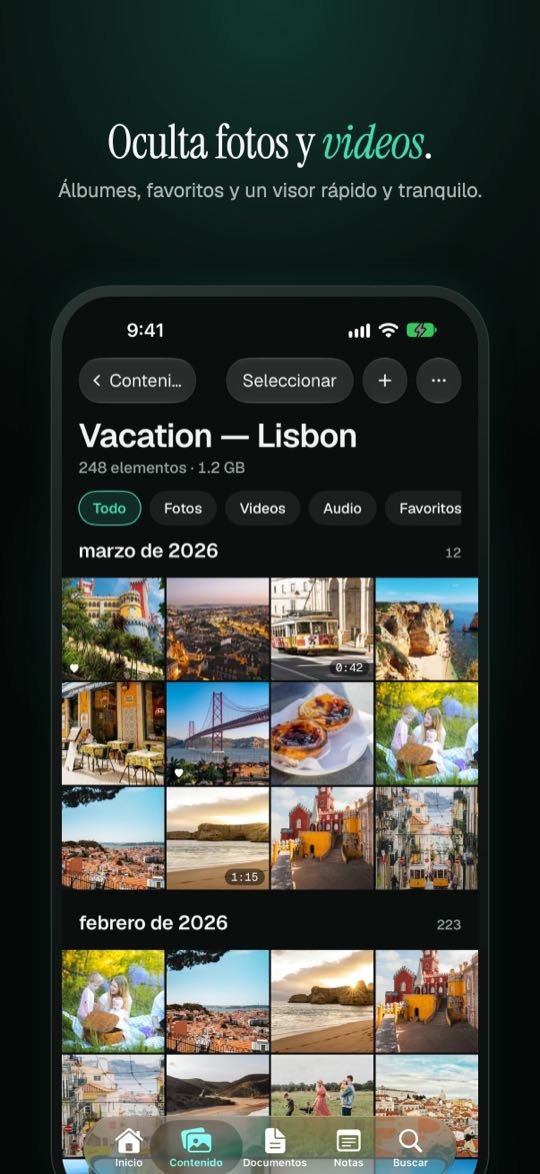 Oculta fotos y videos.
Álbumes, favoritos y un visor rápido y tranquilo.
9:41
Conteni...
Seleccionar
Vacation — Lisbon
248 elementos · 1.2 GB
Todo
Fotos
Videos
Audio
Favoritos
marzo de 2026
12
0:42
1:15
febrero de 2026
223
Inicio
Contenido
Documentos
Notas
Buscar